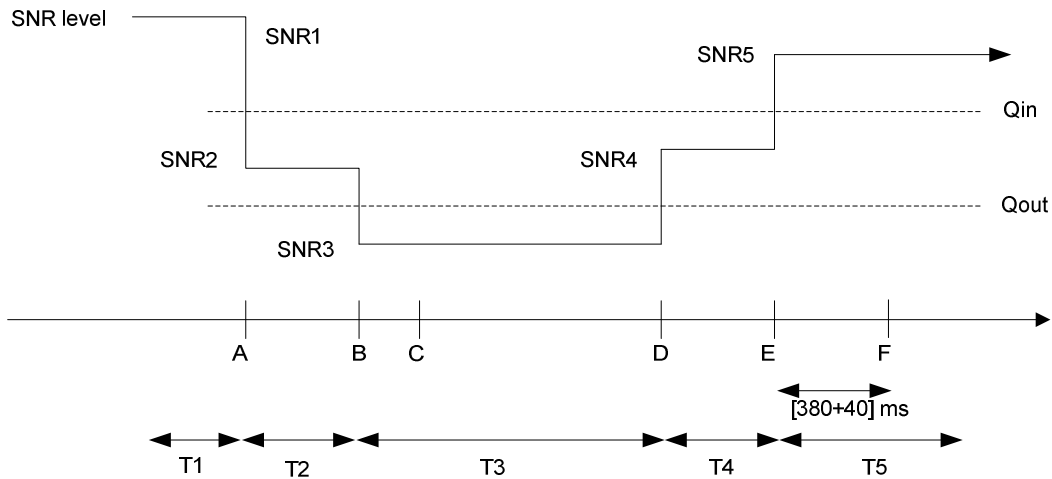 SNR level
SNR1
SNR5
Qin
SNR2
SNR4
Qout
SNR3
A
B
C
D
E
F
[380+40] ms
T1
T2
T3
T4
T5